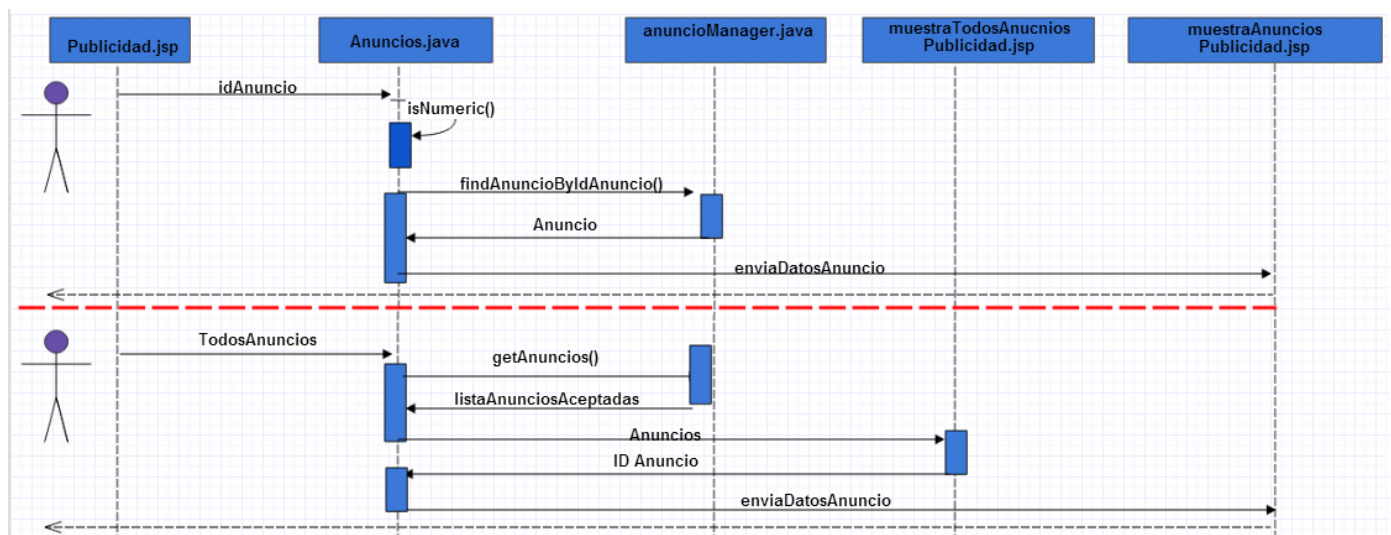 Publicidad.jsp
Anuncios.java
anuncioManager.java
muestraTodosAnucnios
Publicidad.jsp
muestraAnuncios
Publicidad.jsp
idAnuncio
isNumeric()
findAnuncioByIdAnuncio()
Anuncio
enviaDatosAnuncio
TodosAnuncios
getAnuncios()
listaAnunciosAceptadas
Anuncios
ID Anuncio
enviaDatosAnuncio